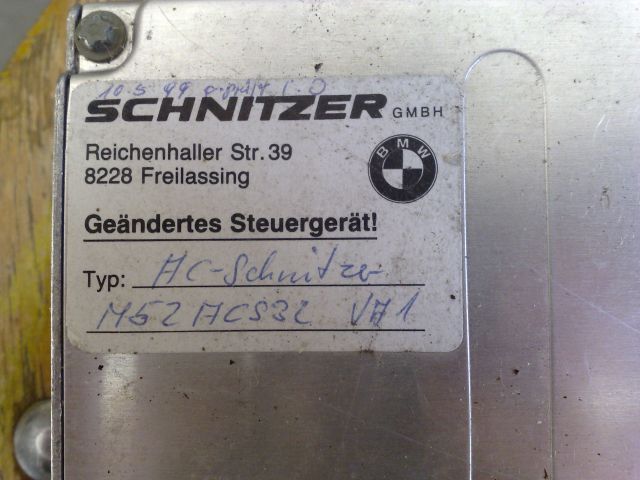 10.5 99
SCHNITZER GMBH
BMW
Reichenhaller Str. 39
8228 Freilassing
Geändertes Steuergerät!
Typ: AC-Schnitzer
M52 ACS32 VA1